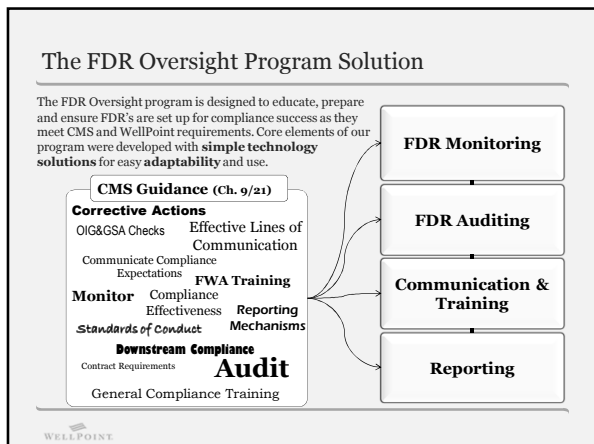 The FDR Oversight Program Solution
The FDR Oversight program is designed to educate, prepare
and ensure FDR's are set up for compliance success as they
meet CMS and WellPoint requirements. Core elements of our
program were developed with simple technology
solutions for easy adaptability and use.
CMS Guidance (Ch. 9/21)
Corrective Actions
OIG&GSA Checks
Effective Lines of
Communication
Communicate Compliance
Expectations
FWA Training
Monitor
Compliance
Effectiveness
Reporting
Mechanisms
Standards of Conduct
Downstream Compliance
Contract Requirements
Audit
General Compliance Training
FDR Monitoring
FDR Auditing
Communication &
Training
Reporting
WELLPOINT